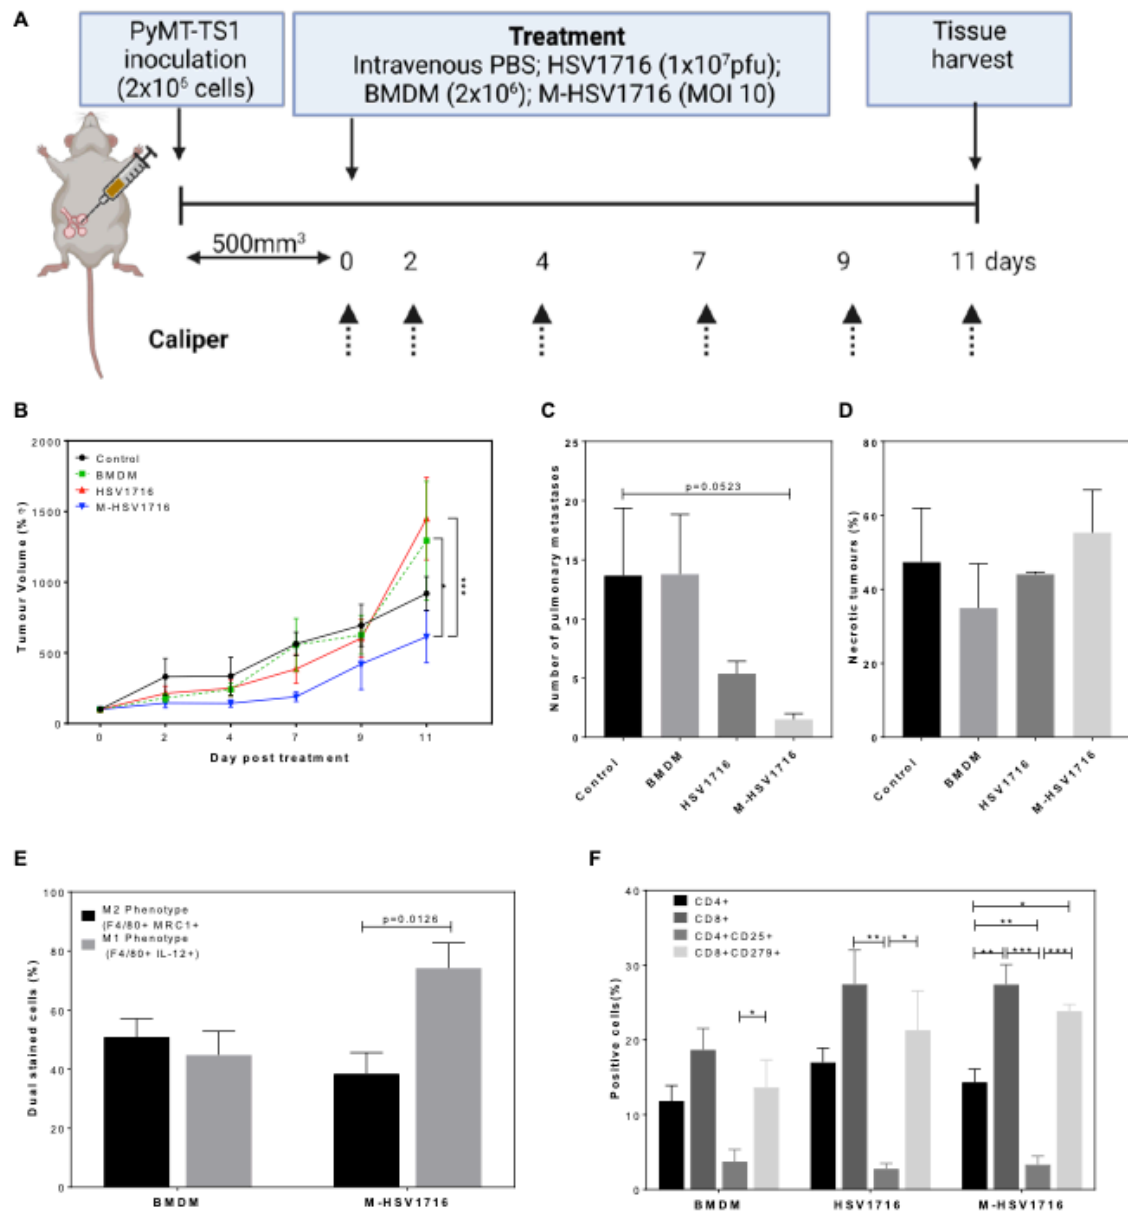 A
PyMT-TS1
inoculation
(2x10⁶ cells)
Treatment
Intravenous PBS; HSV1716 (1x10⁷pfu);
BMDM (2x10⁶); M-HSV1716 (MOI 10)
Tissue
harvest
500mm³
0 2 4 7 9 11 days
Caliper
B
Tumour Volume (% ↑)
2000
1500
1000
500
0
Control
BMDM
HSV1716
M-HSV1716
*
***
0 2 4 7 9 11
Day post treatment
C
Number of pulmonary metastases
25
20
15
10
5
0
p=0.0523
Control
BMDM
HSV1716
M-HSV1716
D
Necrotic tumours (%)
80
60
40
20
0
Control
BMDM
HSV1716
M-HSV1716
E
Dual stained cells (%)
100
80
60
40
20
0
M2 Phenotype
(F4/80+ MRC1+
M1 Phenotype
(F4/80+ IL-12+)
p=0.0126
BMDM M-HSV1716
F
Positive cells(%)
40
30
20
10
0
CD4+
CD8+
CD4+CD25+
CD8+CD279+
*
** *
*
**
** *** ***
BMDM HSV1716 M-HSV1716